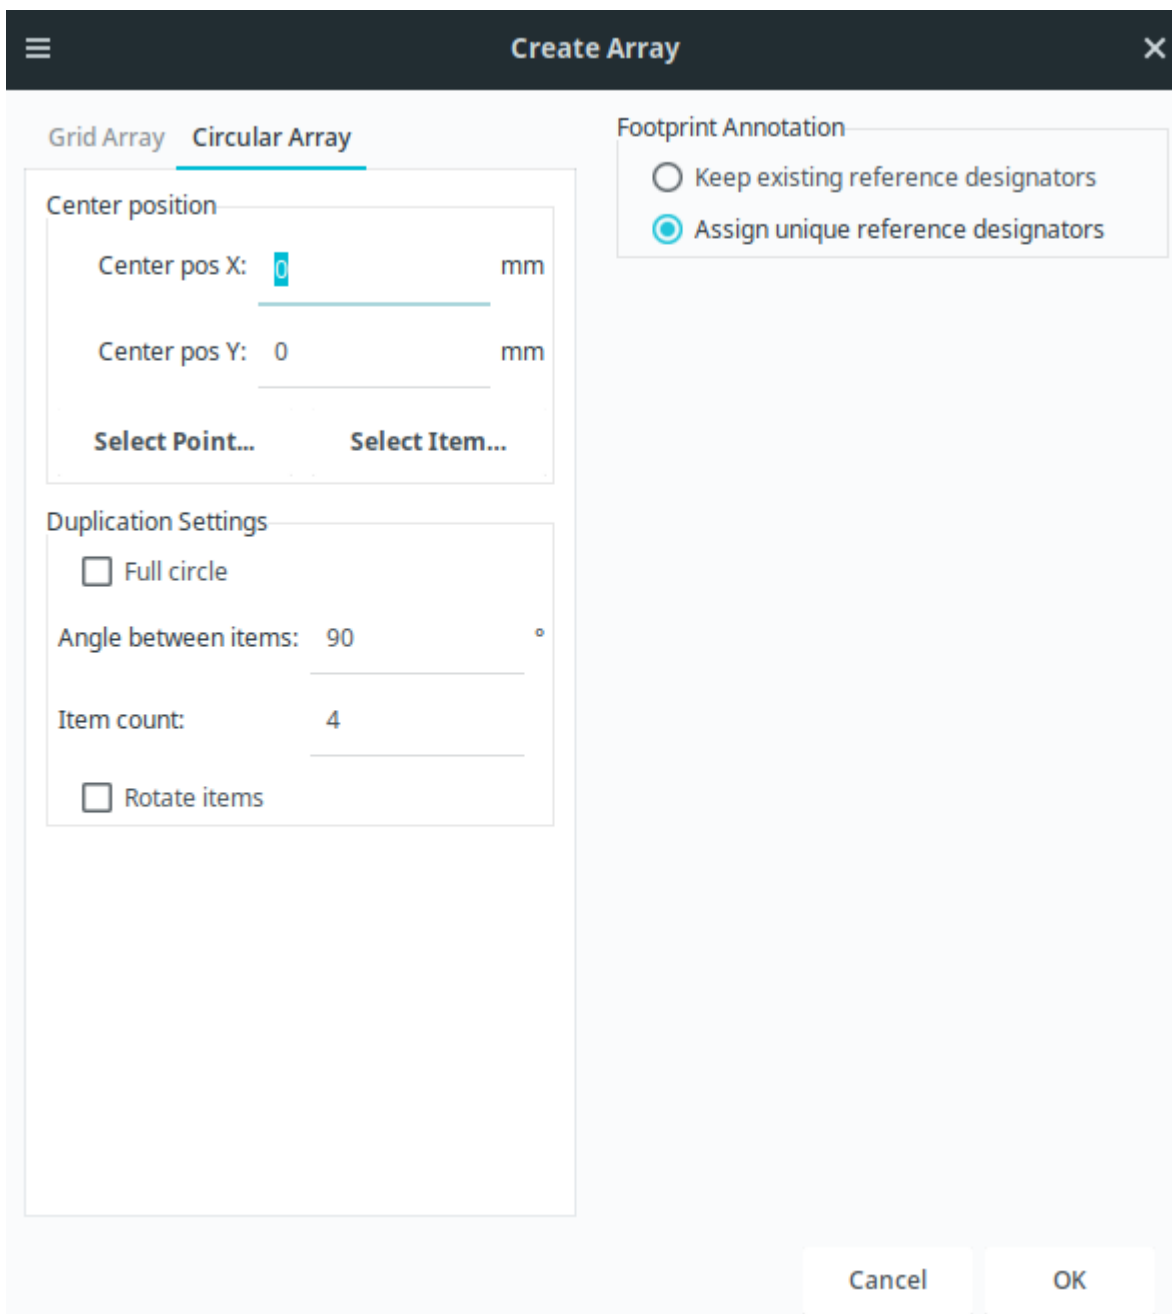 Create Array
Grid Array Circular Array
Center position
Center pos X: 0 mm
Center pos Y: 0 mm
Select Point... Select Item...
Duplication Settings
Full circle
Angle between items: 90 °
Item count: 4
Rotate items
Footprint Annotation
Keep existing reference designators
Assign unique reference designators
Cancel OK